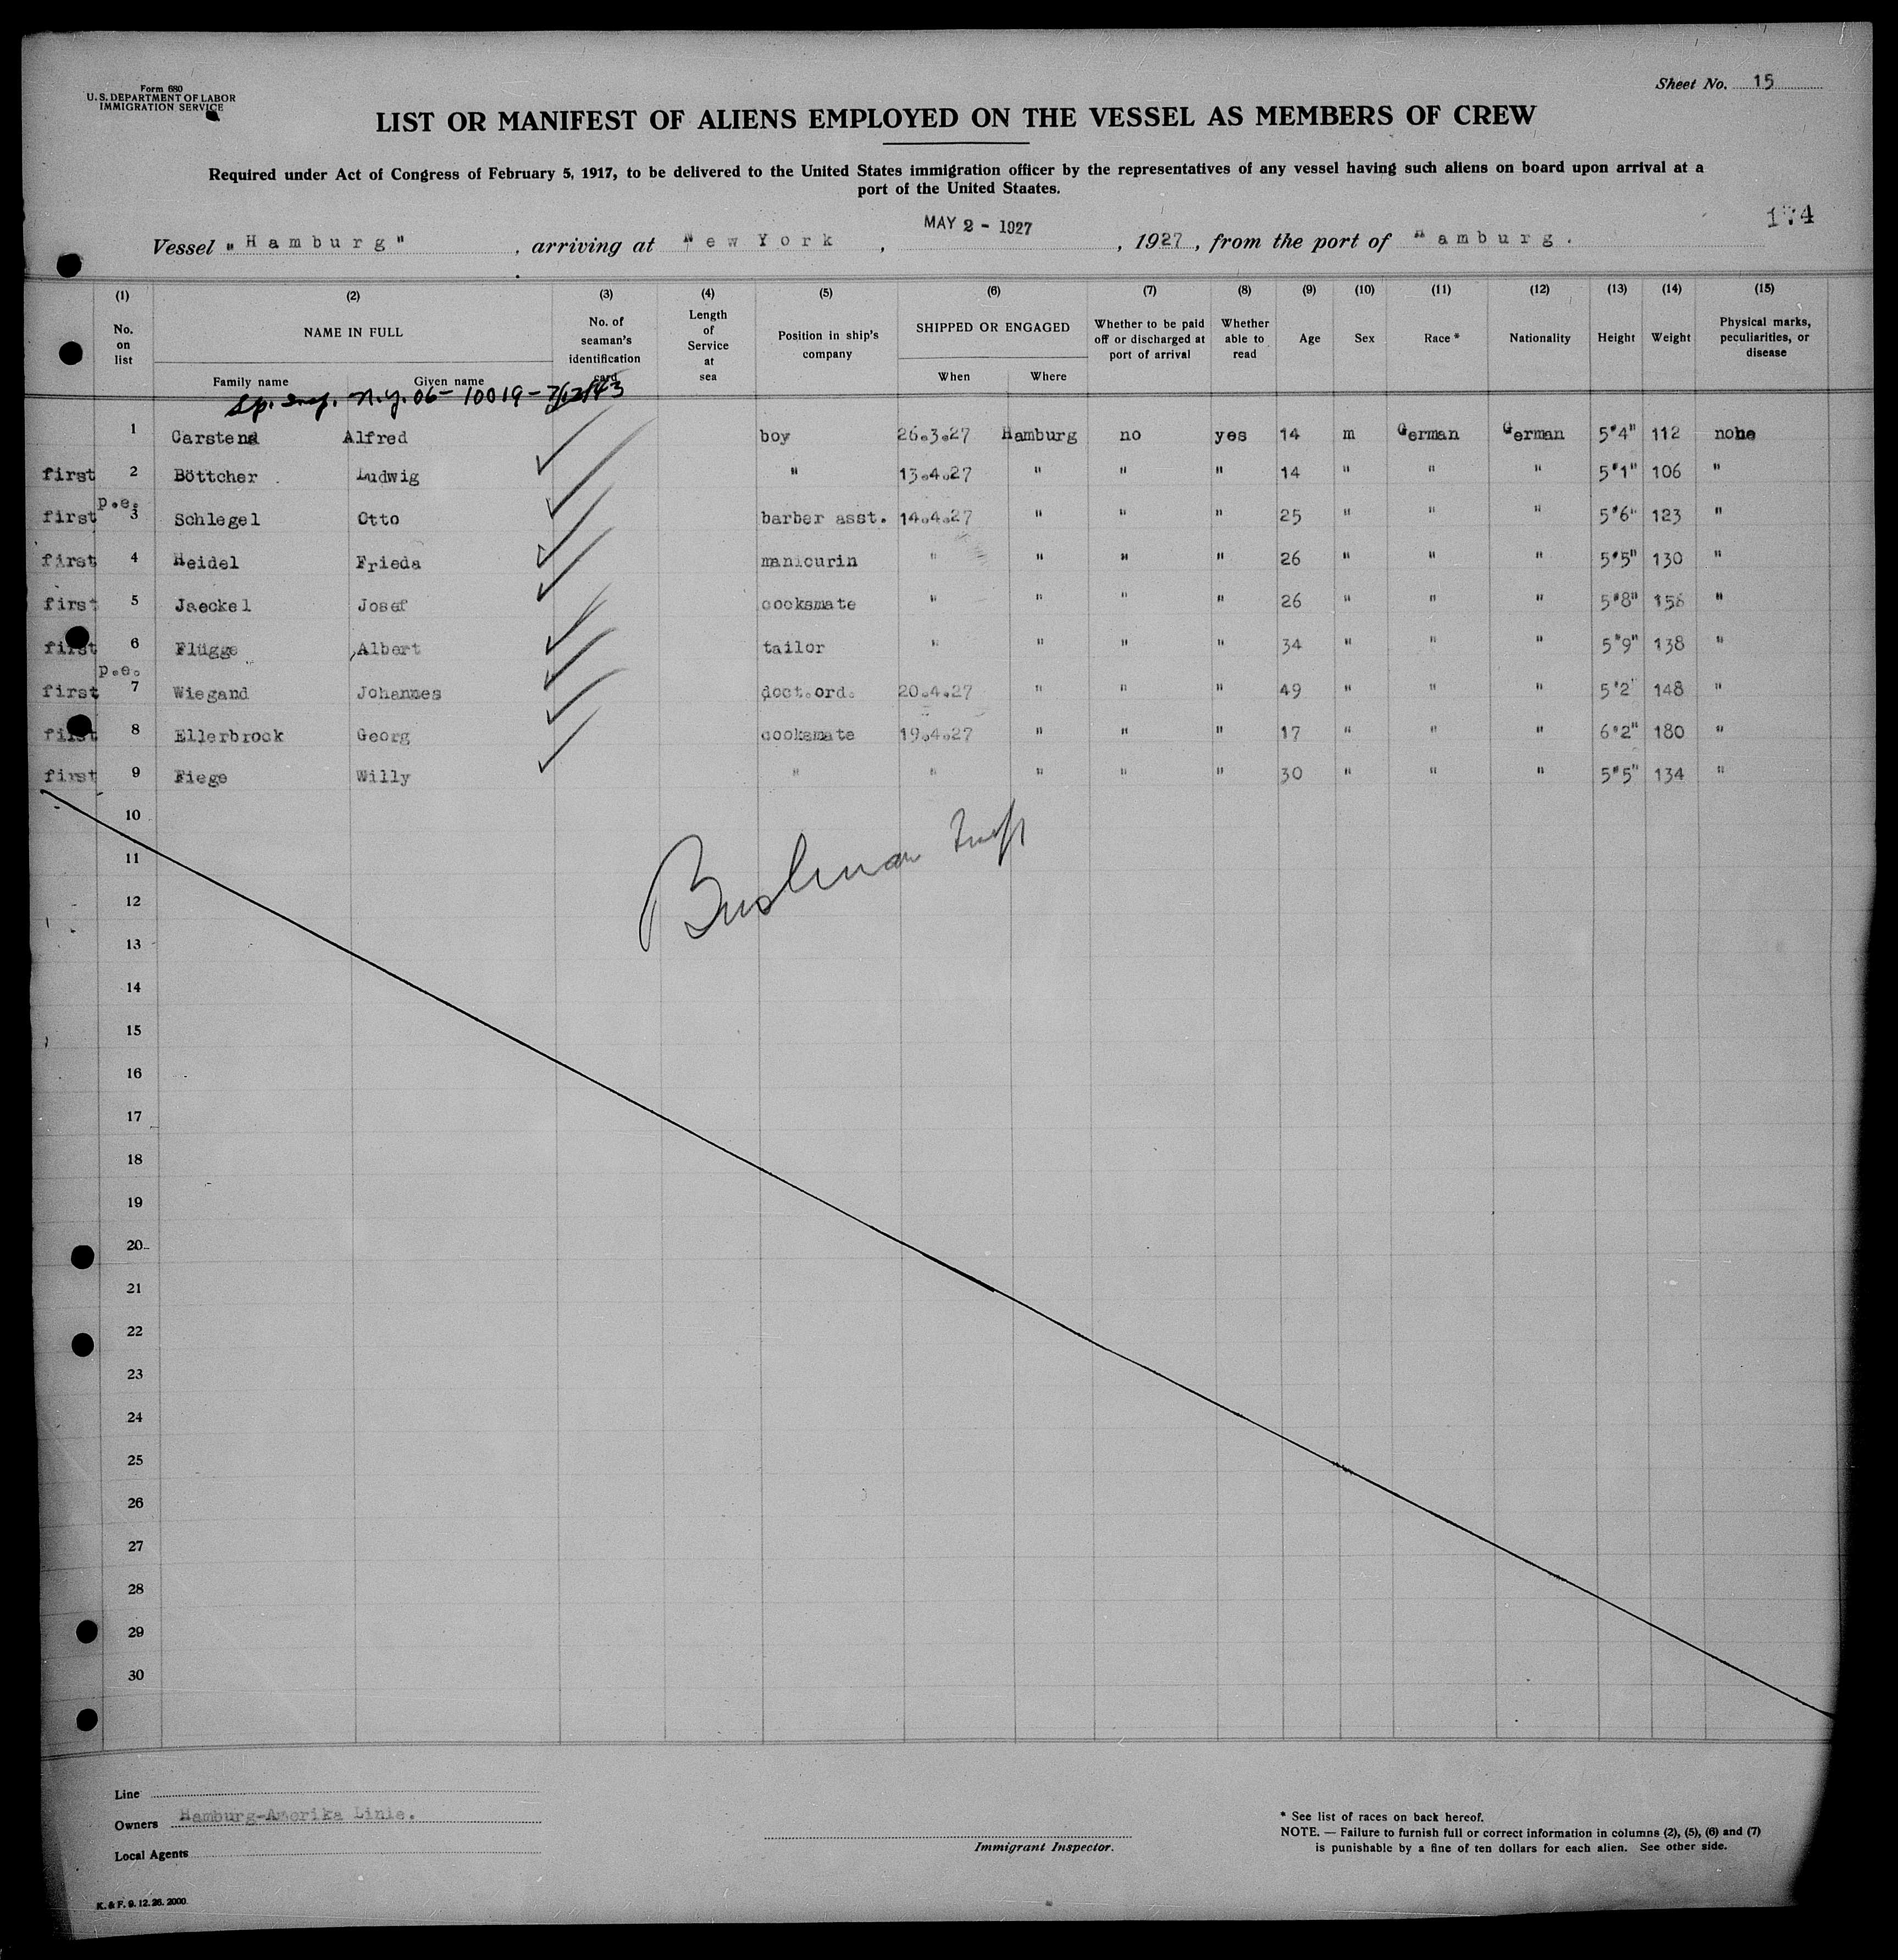 Form 680
U. S. DEPARTMENT OF LABOR
IMMIGRATION SERVICE
Sheet No. 15
LIST OR MANIFEST OF ALIENS EMPLOYED ON THE VESSEL AS MEMBERS OF CREW
Required under Act of Congress of February 5, 1917, to be delivered to the United States immigration officer by the representatives of any vessel having such aliens on board upon arrival at a
port of the United Staates.
174
Vessel "Hamburg", arriving at New York, MAY 2 - 1927, 1927, from the port of Hamburg.
(1) (2) (3) (4) (5) (6) (7) (8) (9) (10) (11) (12) (13) (14) (15)
No. on list NAME IN FULL Family name Given name No. of seaman's identification card Length of Service at sea Position in ship's company SHIPPED OR ENGAGED When Where Whether to be paid off or discharged at port of arrival Whether able to read Age Sex Race * Nationality Height Weight Physical marks, peculiarities, or disease
N.Y. 06-10019-
1 Carstens Alfred boy 26.3.27 Hamburg no yes 14 m German German 5'4" 112 none
first 2 Böttcher Ludwig " 13.4.27 " " " 14 " " " 5'1" 106 "
p.e.
first 3 Schlegel Otto barber asst. 14.4.27 " " " 25 " " " 5'6" 123 "
first 4 Heidel Frieda manicurin " " " " 26 " " " 5'5" 130 "
first 5 Jaeckel Josef cooksmate " " " " 26 " " " 5'8" 156 "
first 6 Flügge Albert tailor " " " " 34 " " " 5'9" 138 "
p.e.
first 7 Wiegand Johannes doct.ord. 20.4.27 " " " 49 " " " 5'2" 148 "
first 8 Ellerbrock Georg cooksmate 19.4.27 " " " 17 " " " 6'2" 180 "
first 9 Fiege Willy " " " " " 30 " " " 5'5" 134 "
10
11
12
13
14
15
16
17
18
19
20
21
22
23
24
25
26
27
28
29
30
Line
Owners Hamburg-Amerika Linie.
Local Agents
Immigrant Inspector.
* See list of races on back hereof.
NOTE. — Failure to furnish full or correct information in columns (2), (5), (6) and (7)
is punishable by a fine of ten dollars for each alien. See other side.
K. & F. 9. 12. 26. 2000.